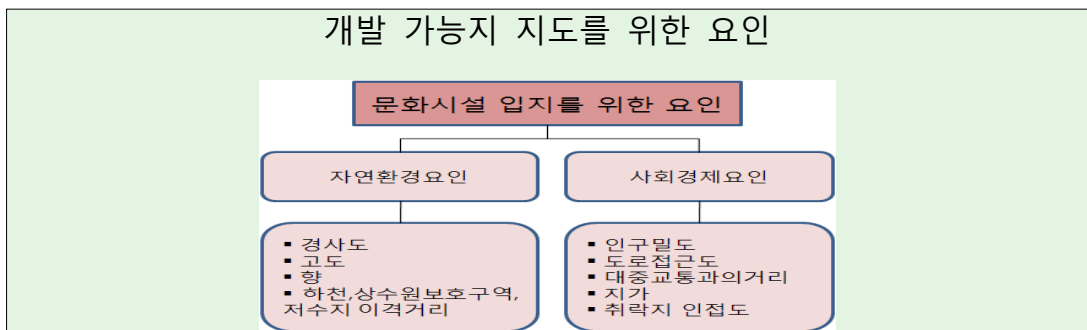 개발 가능지 지도를 위한 요인
문화시설 입지를 위한 요인
자연환경요인
▪ 경사도
▪ 고도
▪ 향
▪ 하천,상수원보호구역,
저수지 이격거리
사회경제요인
▪ 인구밀도
▪ 도로접근도
▪ 대중교통과의거리
▪ 지가
▪ 취락지 인접도